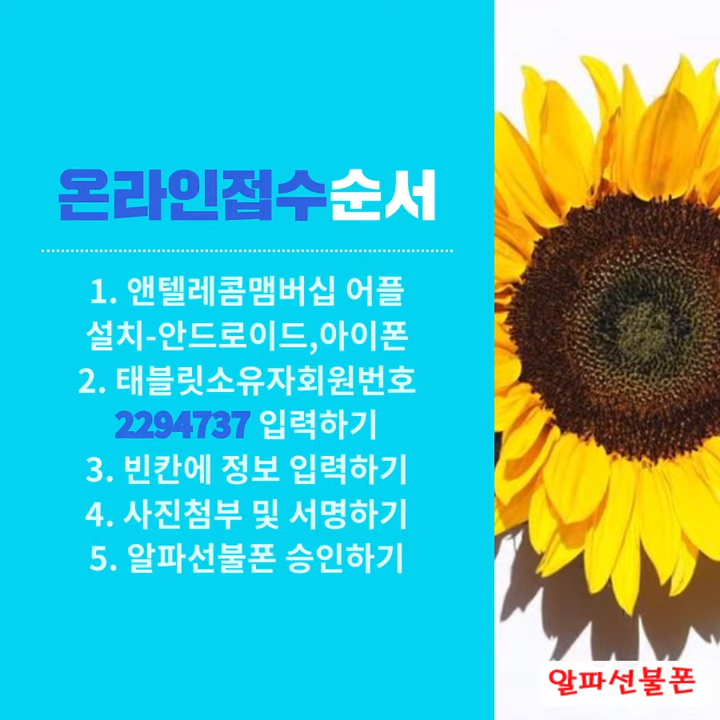 온라인접수순서
1. 앤텔레콤맴버십 어플
설치-안드로이드,아이폰
2. 태블릿소유자회원번호
2294737 입력하기
3. 빈칸에 정보 입력하기
4. 사진첨부 및 서명하기
5. 알파선불폰 승인하기
알파선불폰